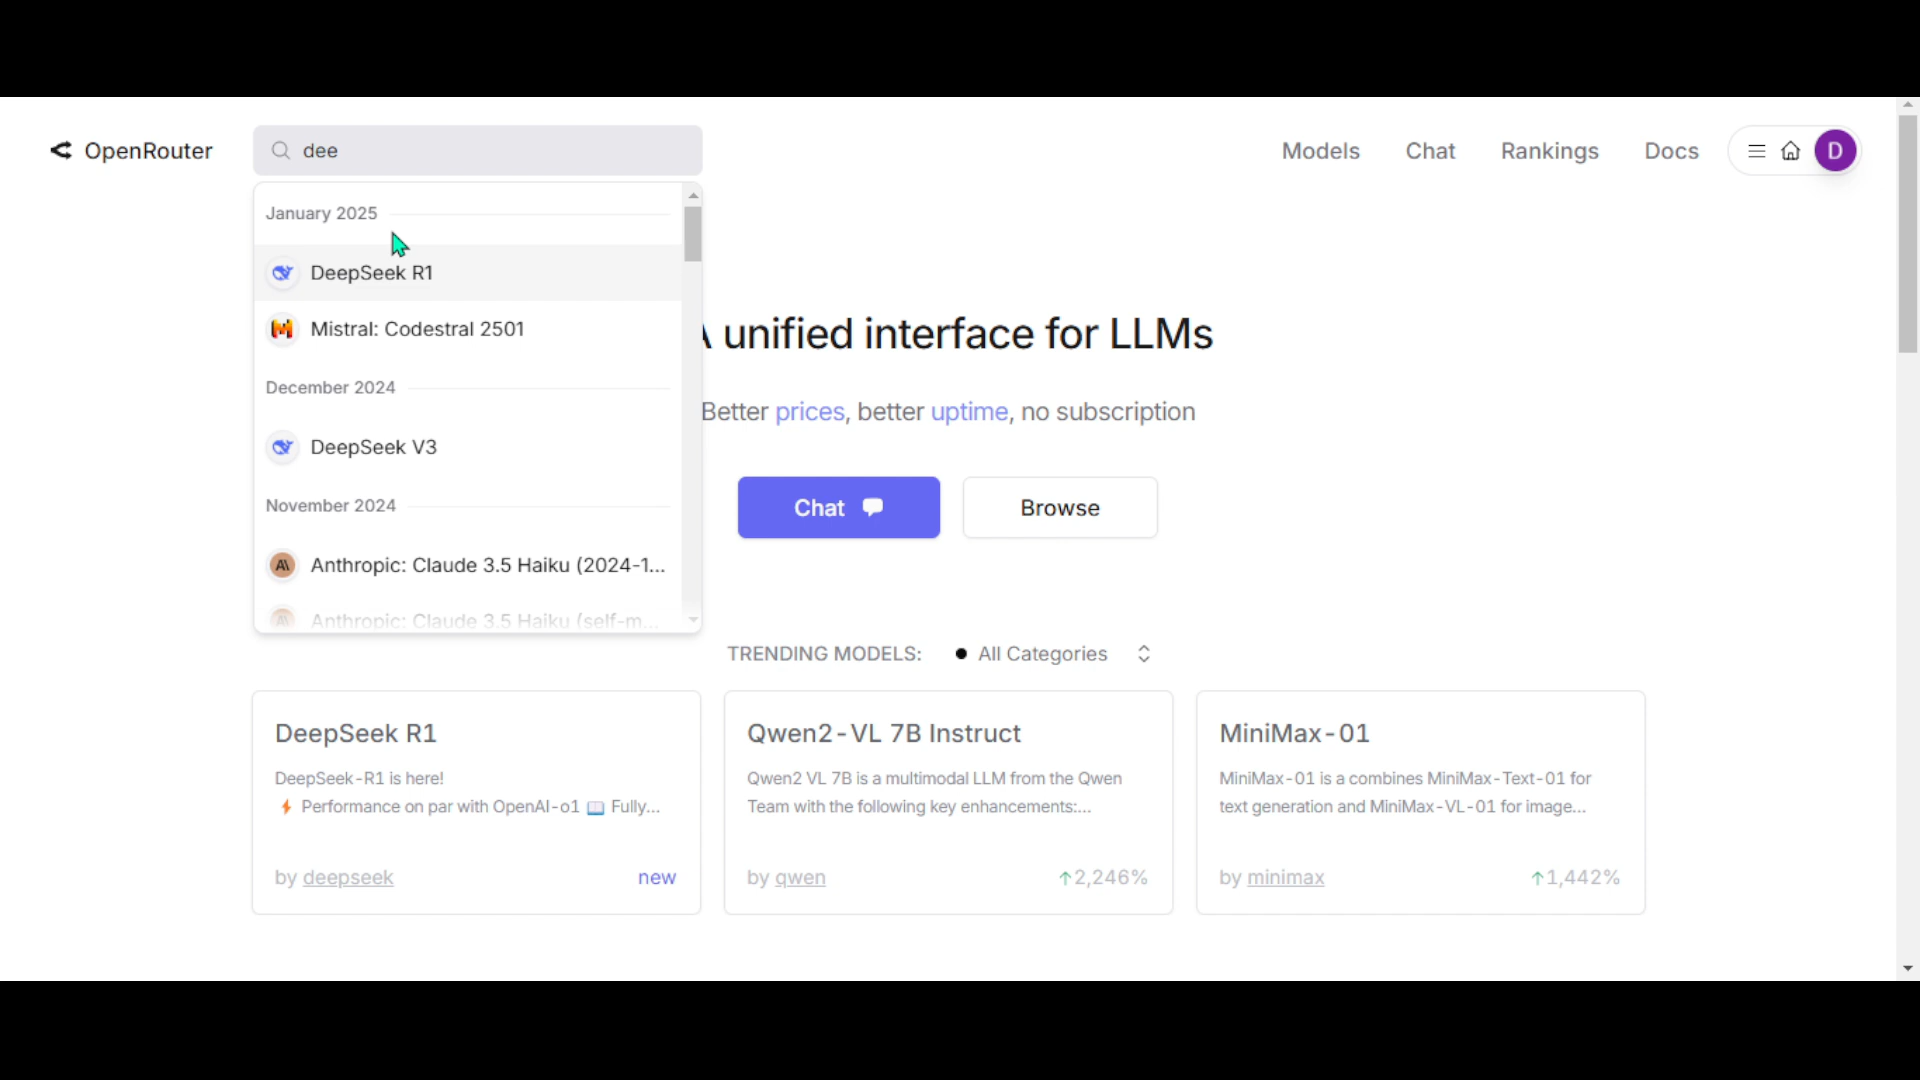 OpenRouter
dee
Models
Chat
Rankings
Docs
D
January 2025
DeepSeek R1
Mistral: Codestral 2501
December 2024
DeepSeek V3
November 2024
Anthropic: Claude 3.5 Haiku (2024-1...
Anthropic: Claude 3.5 Haiku (self-m...
unified interface for LLMs
Better prices, better uptime, no subscription
Chat
Browse
TRENDING MODELS:
All Categories
DeepSeek R1
DeepSeek-R1 is here!
⚡ Performance on par with OpenAI-o1 📖 Fully...
by deepseek
new
Qwen2-VL 7B Instruct
Qwen2 VL 7B is a multimodal LLM from the Qwen
Team with the following key enhancements:...
by qwen
↑2,246%
MiniMax-01
MiniMax-01 is a combines MiniMax-Text-01 for
text generation and MiniMax-VL-01 for image...
by minimax
↑1,442%